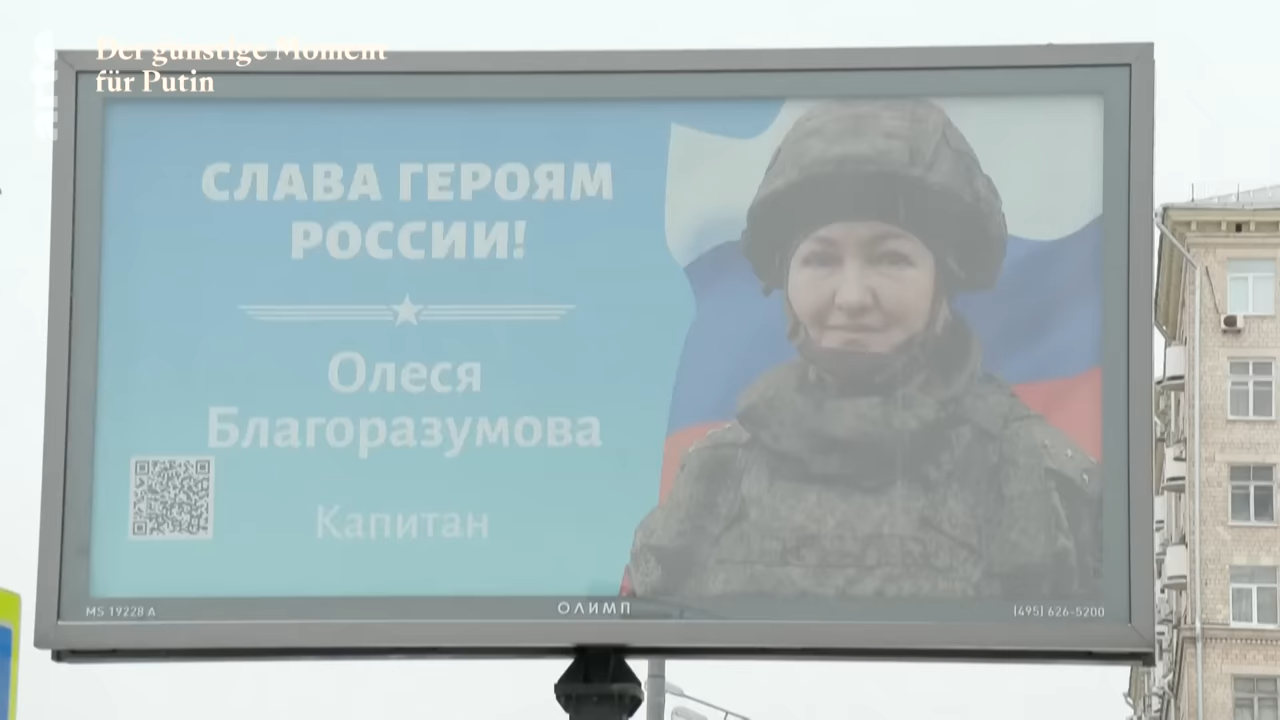 Der günstige Moment
für Putin
СЛАВА ГЕРОЯМ
РОССИИ!
Олеся
Благоразумова
Капитан
MS 19228 A
ОЛИМП
(495) 626-5200